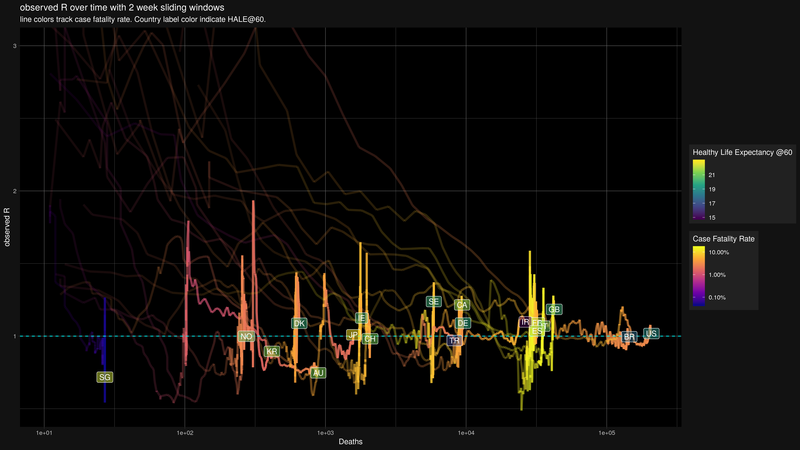 observed R over time with 2 week sliding windows
line colors track case fatality rate. Country label color indicate HALE@60.
observed R
3
2
1
SG
NO
KR
DK
AU
IE
JP
CH
SE
CA
DE
TR
GB
ES
BR
US
1e+01
1e+02
1e+03
1e+04
1e+05
Deaths
Healthy Life Expectancy @60
21
19
17
15
Case Fatality Rate
10.00%
1.00%
0.10%